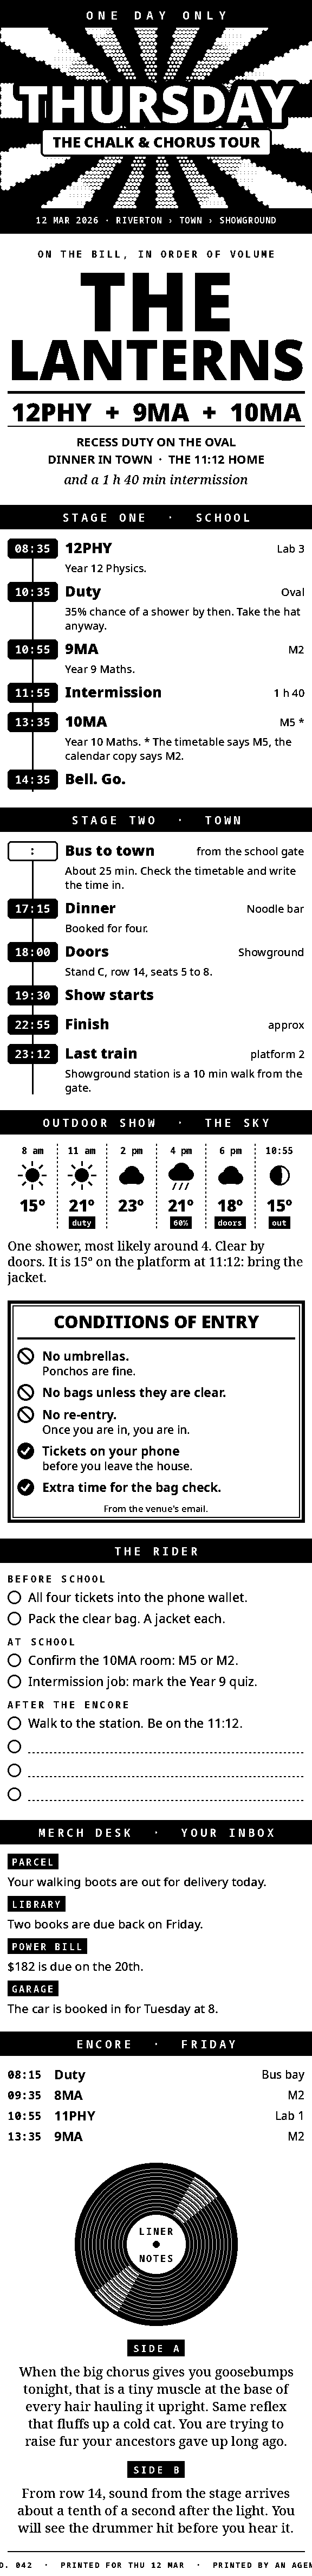 ONE DAY ONLY
THURSDAY
THE CHALK & CHORUS TOUR
12 MAR 2026 · RIVERTON › TOWN › SHOWGROUND
ON THE BILL, IN ORDER OF VOLUME
THE
LANTERNS
12PHY + 9MA + 10MA
RECESS DUTY ON THE OVAL
DINNER IN TOWN · THE 11:12 HOME
and a 1 h 40 min intermission
STAGE ONE · SCHOOL
08:35 12PHY Lab 3
Year 12 Physics.
10:35 Duty Oval
35% chance of a shower by then. Take the hat
anyway.
10:55 9MA M2
Year 9 Maths.
11:55 Intermission 1 h 40
13:35 10MA M5 *
Year 10 Maths. * The timetable says M5, the
calendar copy says M2.
14:35 Bell. Go.
STAGE TWO · TOWN
: Bus to town from the school gate
About 25 min. Check the timetable and write
the time in.
17:15 Dinner Noodle bar
Booked for four.
18:00 Doors Showground
Stand C, row 14, seats 5 to 8.
19:30 Show starts
22:55 Finish approx
23:12 Last train platform 2
Showground station is a 10 min walk from the
gate.
OUTDOOR SHOW · THE SKY
8 am 11 am 2 pm 4 pm 6 pm 10:55
15° 21° 23° 21° 18° 15°
duty 60% doors out
One shower, most likely around 4. Clear by
doors. It is 15° on the platform at 11:12: bring the
jacket.
CONDITIONS OF ENTRY
No umbrellas.
Ponchos are fine.
No bags unless they are clear.
No re-entry.
Once you are in, you are in.
Tickets on your phone
before you leave the house.
Extra time for the bag check.
From the venue's email.
THE RIDER
BEFORE SCHOOL
All four tickets into the phone wallet.
Pack the clear bag. A jacket each.
AT SCHOOL
Confirm the 10MA room: M5 or M2.
Intermission job: mark the Year 9 quiz.
AFTER THE ENCORE
Walk to the station. Be on the 11:12.
MERCH DESK · YOUR INBOX
PARCEL
Your walking boots are out for delivery today.
LIBRARY
Two books are due back on Friday.
POWER BILL
$182 is due on the 20th.
GARAGE
The car is booked in for Tuesday at 8.
ENCORE · FRIDAY
08:15 Duty Bus bay
09:35 8MA M2
10:55 11PHY Lab 1
13:35 9MA M2
LINER
NOTES
SIDE A
When the big chorus gives you goosebumps
tonight, that is a tiny muscle at the base of
every hair hauling it upright. Same reflex
that fluffs up a cold cat. You are trying to
raise fur your ancestors gave up long ago.
SIDE B
From row 14, sound from the stage arrives
about a tenth of a second after the light. You
will see the drummer hit before you hear it.
042 · PRINTED FOR THU 12 MAR · PRINTED BY AN